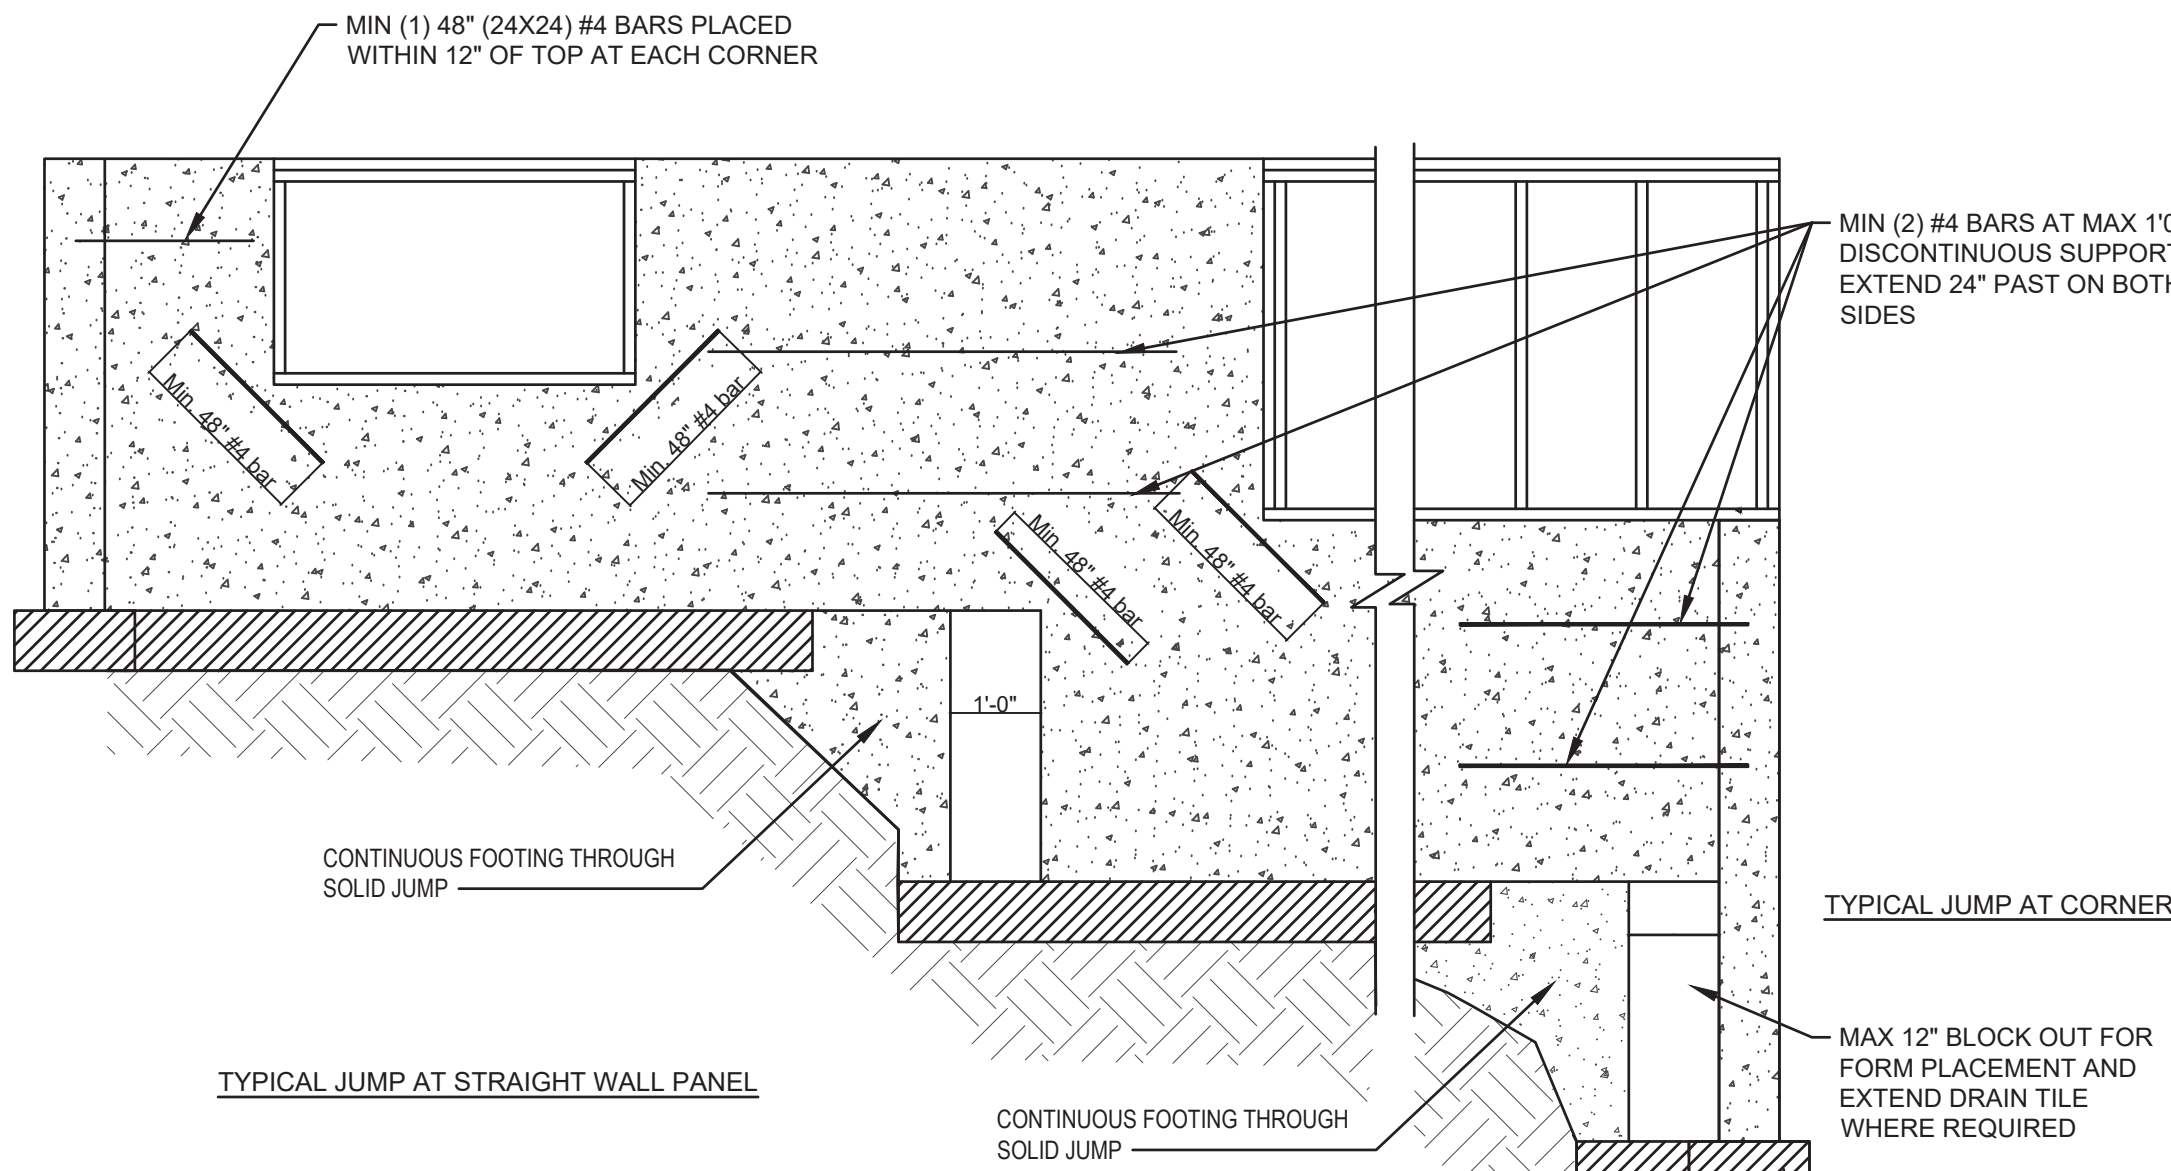 MIN (1) 48" (24X24) #4 BARS PLACED
WITHIN 12" OF TOP AT EACH CORNER
MIN (2) #4 BARS AT MAX 1'0
DISCONTINUOUS SUPPORT
EXTEND 24" PAST ON BOTH
SIDES
Min. 48" #4 bar
Min. 48" #4 bar
Min. 48" #4 bar
Min. 48" #4 bar
1'-0"
CONTINUOUS FOOTING THROUGH
SOLID JUMP
TYPICAL JUMP AT CORNER
TYPICAL JUMP AT STRAIGHT WALL PANEL
MAX 12" BLOCK OUT FOR
FORM PLACEMENT AND
EXTEND DRAIN TILE
WHERE REQUIRED
CONTINUOUS FOOTING THROUGH
SOLID JUMP